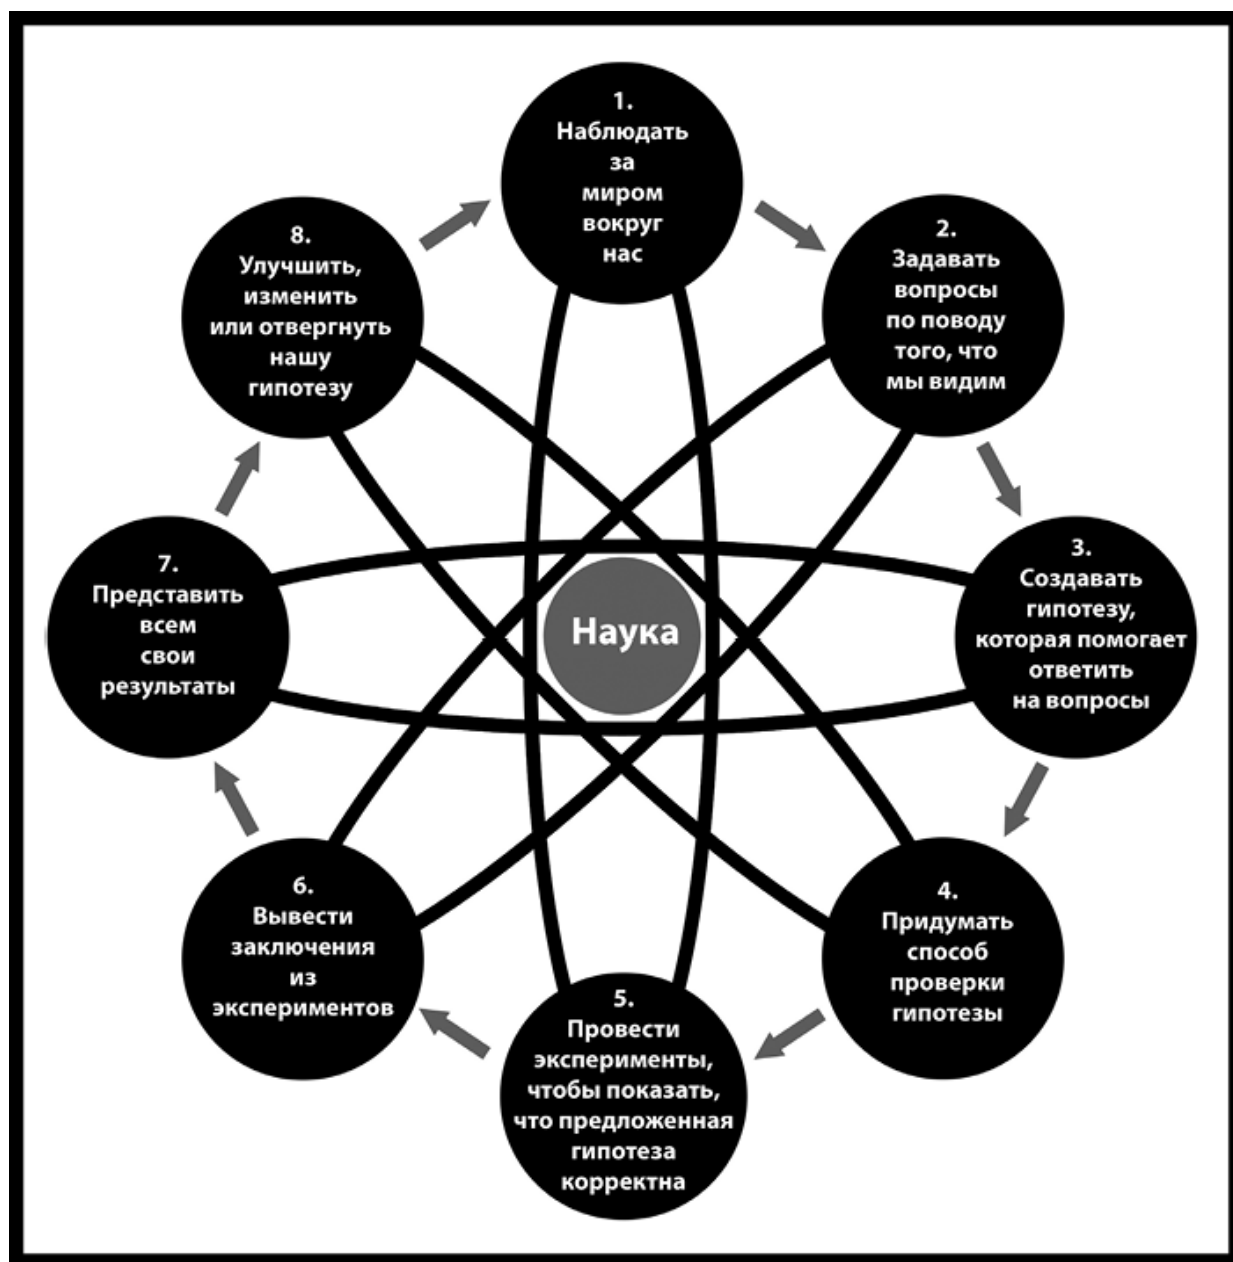 1.
Наблюдать
за
миром
вокруг
нас
2.
Задавать
вопросы
по поводу
того, что
мы видим
3.
Создавать
гипотезу,
которая помогает
ответить
на вопросы
4.
Придумать
способ
проверки
гипотезы
5.
Провести
эксперименты,
чтобы показать,
что предложенная
гипотеза
корректна
6.
Вывести
заключения
из
экспериментов
7.
Представить
всем
свои
результаты
8.
Улучшить,
изменить
или отвергнуть
нашу
гипотезу
Наука